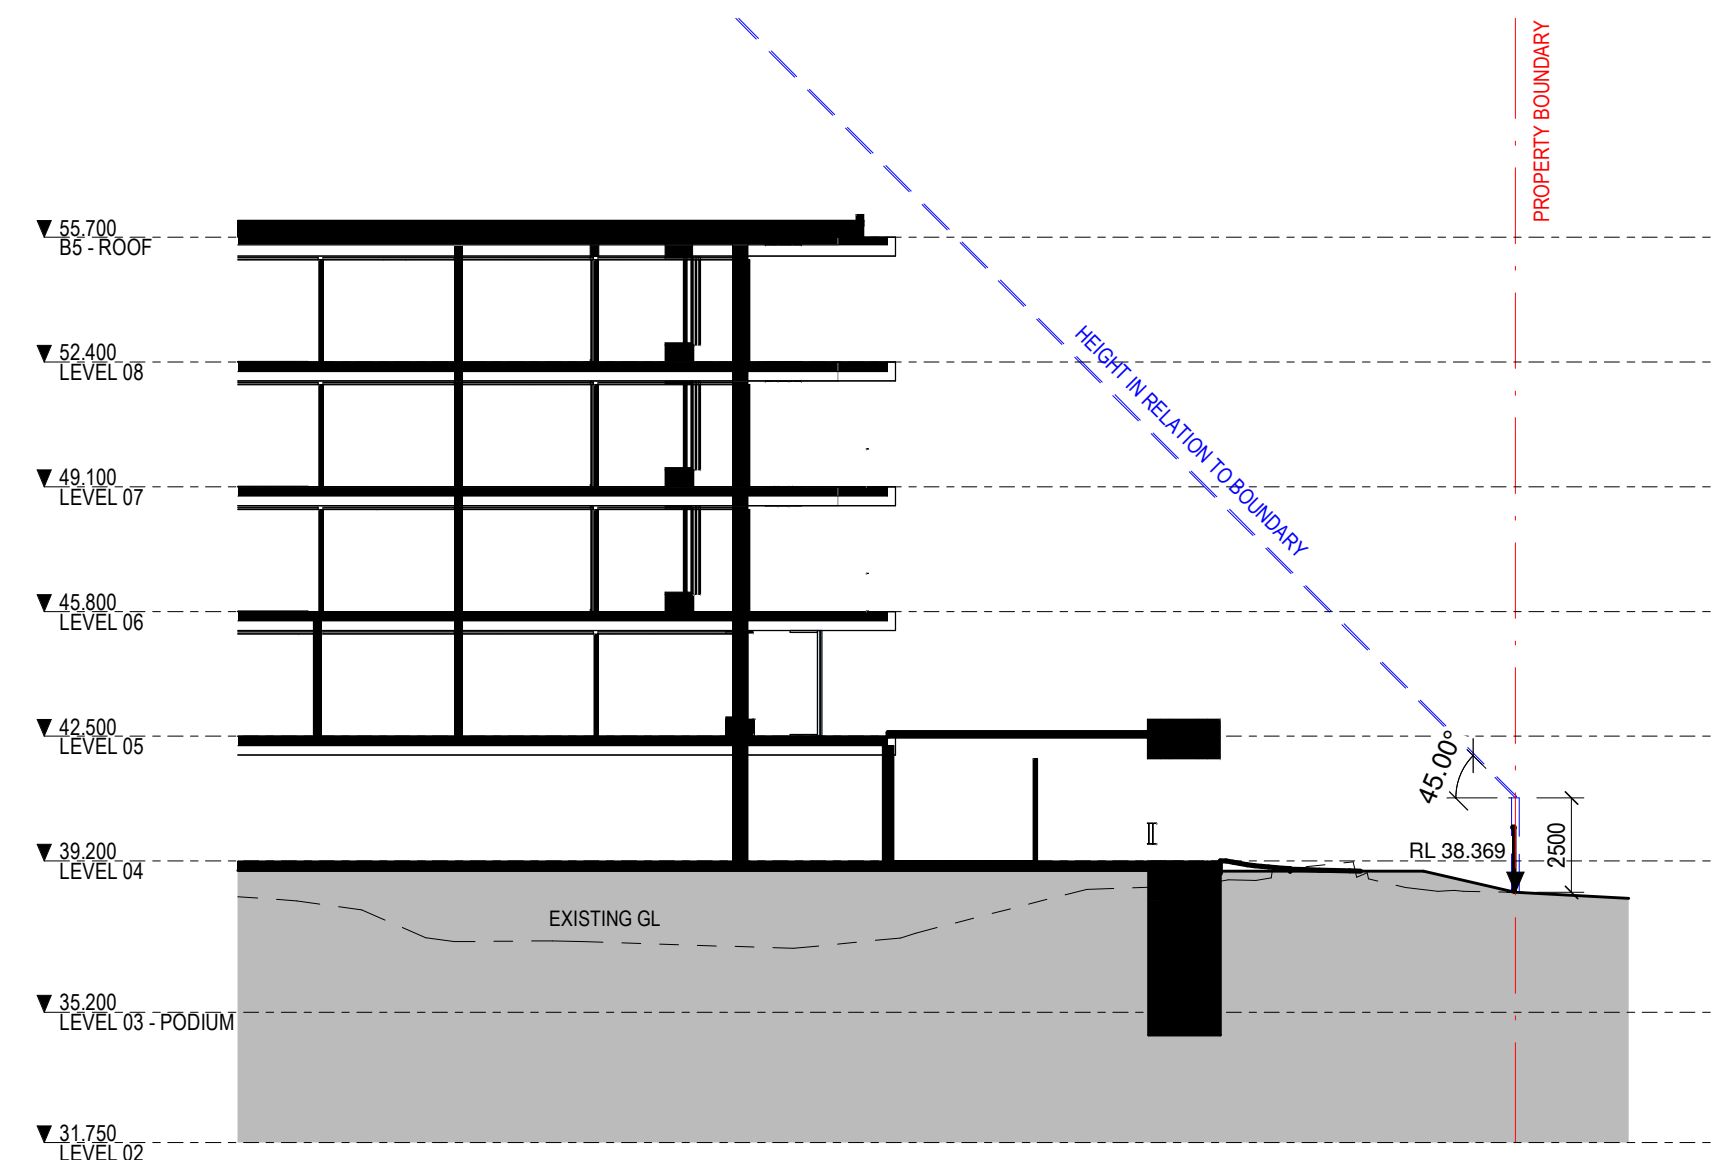 PROPERTY BOUNDARY
55.700
B5 - ROOF
HEIGHT IN RELATION TO BOUNDARY
52.400
LEVEL 08
49.100
LEVEL 07
45.800
LEVEL 06
42.500
LEVEL 05
45.00°
2500
RL 38.369
39.200
LEVEL 04
EXISTING GL
35.200
LEVEL 03 - PODIUM
31.750
LEVEL 02